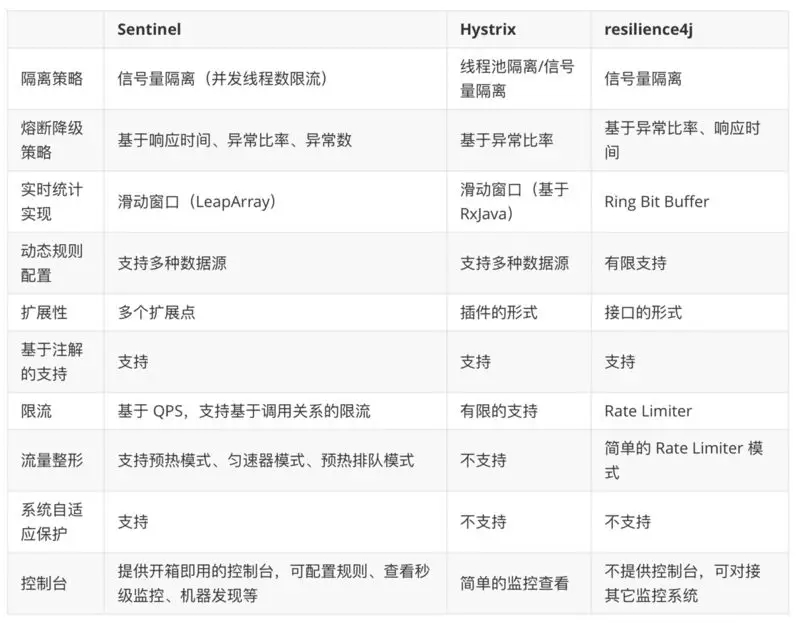 Sentinel Hystrix resilience4j
隔离策略 信号量隔离（并发线程数限流） 线程池隔离/信号
量隔离 信号量隔离
熔断降级
策略 基于响应时间、异常比率、异常数 基于异常比率 基于异常比率、响应时
间
实时统计
实现 滑动窗口（LeapArray） 滑动窗口（基于
RxJava） Ring Bit Buffer
动态规则
配置 支持多种数据源 支持多种数据源 有限支持
扩展性 多个扩展点 插件的形式 接口的形式
基于注解
的支持 支持 支持 支持
限流 基于 QPS，支持基于调用关系的限流 有限的支持 Rate Limiter
流量整形 支持预热模式、匀速器模式、预热排队模式 不支持 简单的 Rate Limiter 模
式
系统自适
应保护 支持 不支持 不支持
控制台 提供开箱即用的控制台，可配置规则、查看秒
级监控、机器发现等 简单的监控查看 不提供控制台，可对接
其它监控系统